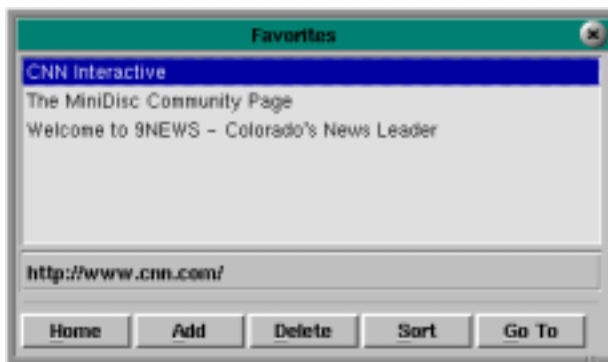 Favorites
CNN Interactive
The MiniDisc Community Page
Welcome to 9NEWS - Colorado's News Leader
http://www.cnn.com/
Home Add Delete Sort Go To